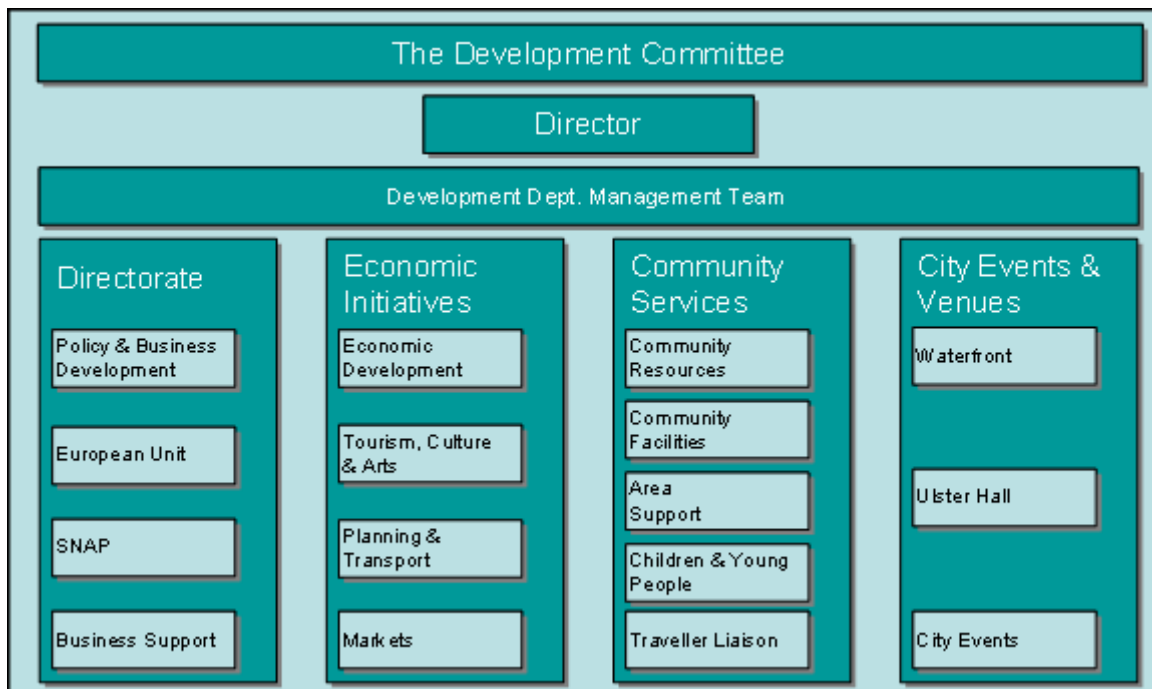 The Development Committee
Director
Development Dept. Management Team
Directorate
Policy & Business
Development
European Unit
SNAP
Business Support
Economic
Initiatives
Economic
Development
Tourism, Culture
& Arts
Planning &
Transport
Markets
Community
Services
Community
Resources
Community
Facilities
Area
Support
Children & Young
People
Traveller Liaison
City Events &
Venues
Waterfront
Ulster Hall
City Events